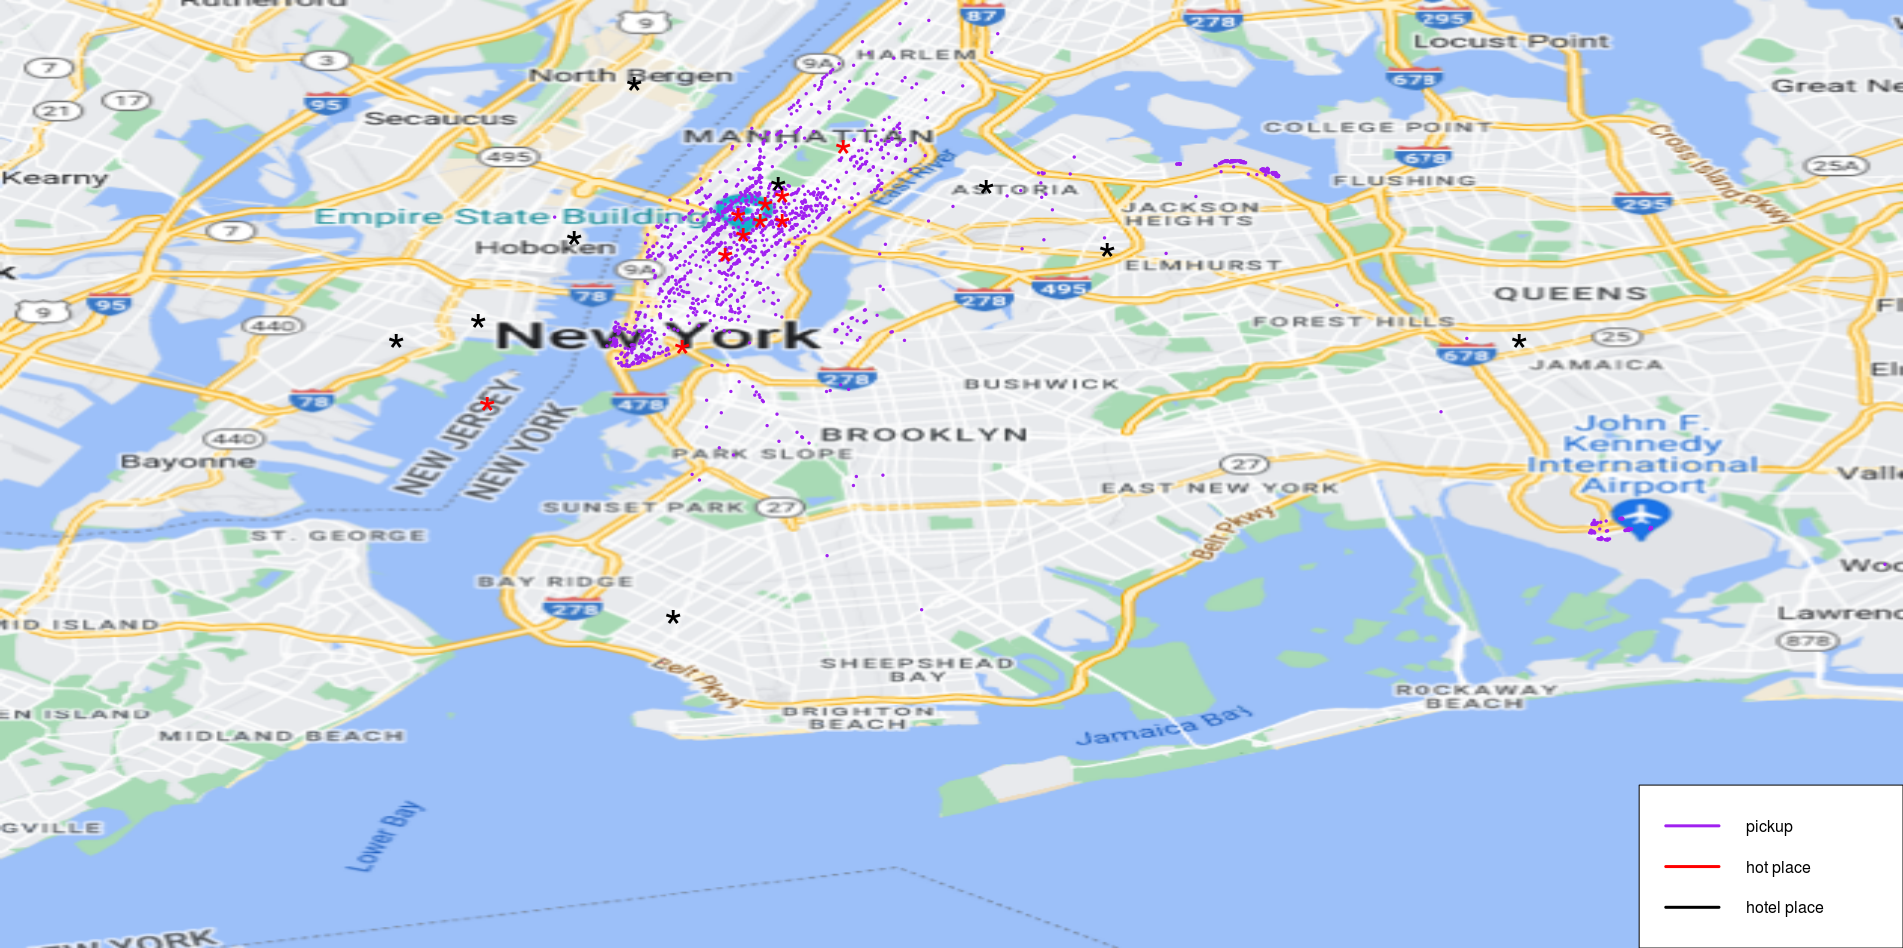 Rutherford
9
87
278
295
Locust Point
HARLEM
9A
3
7
North Bergen
678
Great Ne
21
17
95
Secaucus
MANHATTAN
COLLEGE POINT
Cross Island Pkwy
495
678
25A
Kearny
East River
ASTORIA
FLUSHING
295
JACKSON
HEIGHTS
Empire State Building
7
Hoboken
9A
ELMHURST
k
78
278
495
QUEENS
95
9
440
New York
FOREST HILLS
25
678
JAMAICA
278
BUSHWICK
78
478
NEW JERSEY
NEW YORK
BROOKLYN
John F.
Kennedy
International
Airport
440
Bayonne
PARK SLOPE
27
Valle
EAST NEW YORK
SUNSET PARK
27
Belt Pkwy
ST. GEORGE
BAY RIDGE
278
Woo
Lawrenc
878
MID ISLAND
Belt Pkwy
SHEEPSHEAD
BAY
ROCKAWAY
BEACH
EN ISLAND
MIDLAND BEACH
BRIGHTON
BEACH
Jamaica Bay
GVILLE
Lower Bay
EW YORK
pickup
hot place
hotel place